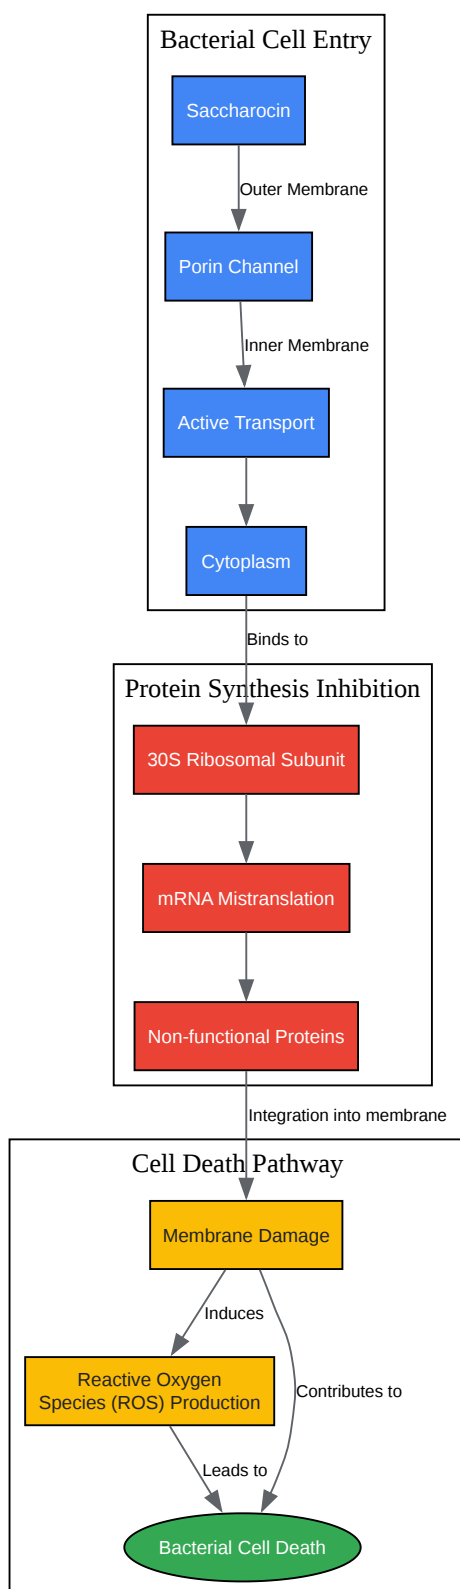 Bacterial Cell Entry
Saccharocin
Outer Membrane
Porin Channel
Inner Membrane
Active Transport
Cytoplasm
Binds to
Protein Synthesis Inhibition
30S Ribosomal Subunit
mRNA Mistranslation
Non-functional Proteins
Integration into membrane
Cell Death Pathway
Membrane Damage
Induces
Reactive Oxygen
Species (ROS) Production
Contributes to
Leads to
Bacterial Cell Death